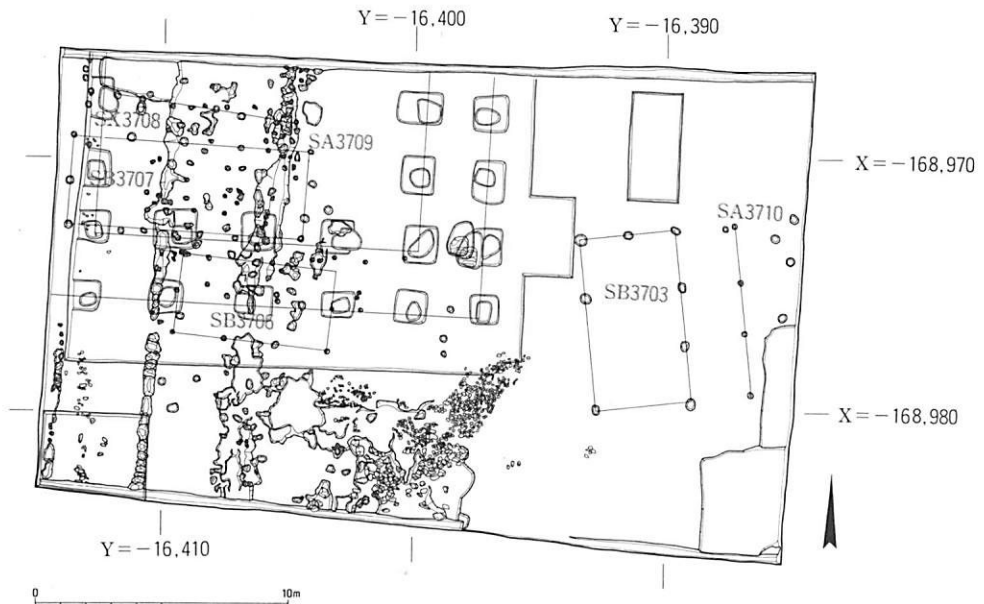 Y=-16,400
Y=-16,390
SX3708
SA3709
X=-168,970
SB3707
SA3710
SB3703
SB3706
X=-168,980
Y=-16,410
0 10m